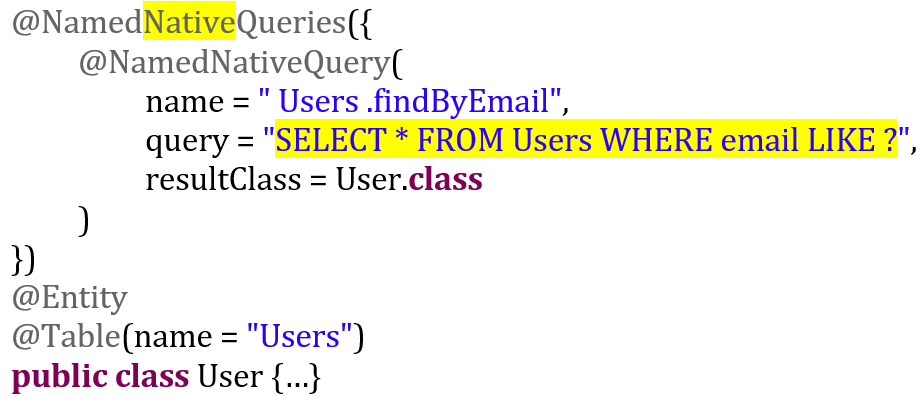 @NamedNativeQueries({
@NamedNativeQuery(
name = " Users .findByEmail",
query = "SELECT * FROM Users WHERE email LIKE ?",
resultClass = User.class
)
})
@Entity
@Table(name = "Users")
public class User {…}